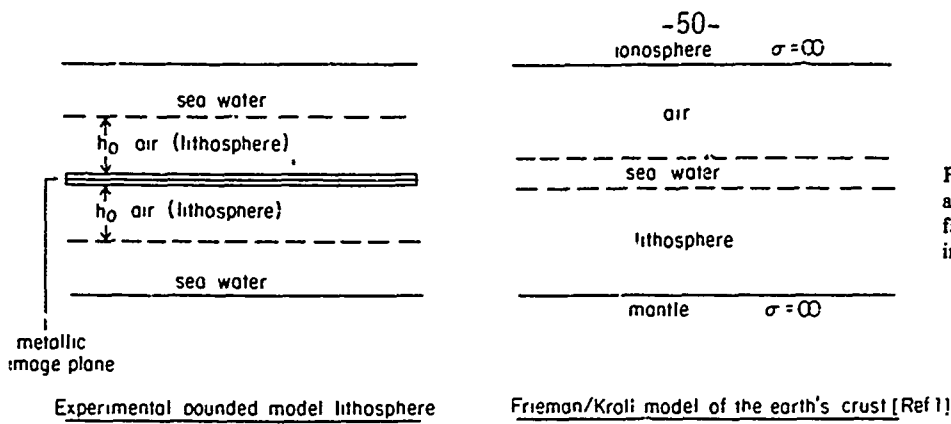 -50-
ionosphere σ = ∞
sea water
h₀ air (lithosphere)
h₀ air (lithosphere)
sea water
metallic
image plane
Experimental bounded model lithosphere
air
sea water
lithosphere
mantle σ = ∞
Frieman/Kroll model of the earth's crust [Ref 1]